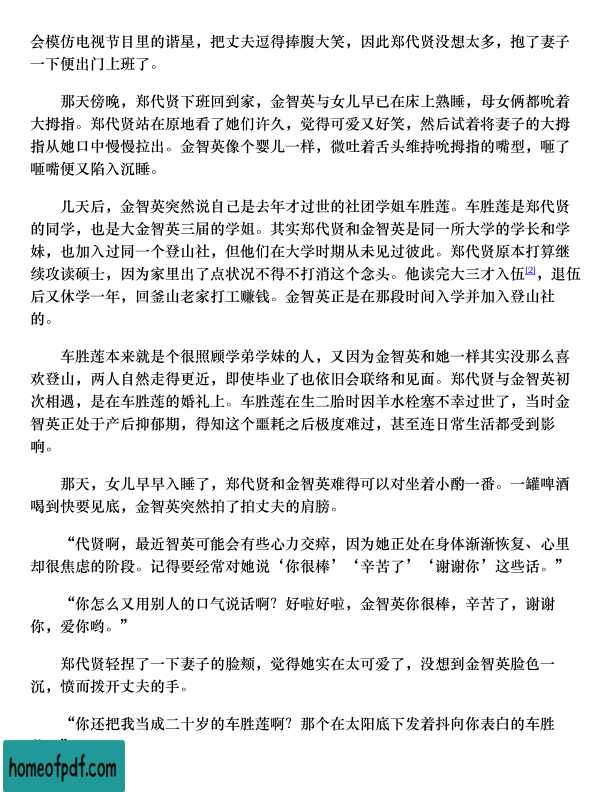 会模仿电视节目里的谐星，把丈夫逗得捧腹大笑，因此郑代贤没想太多，抱了妻子
一下便出门上班了。
那天傍晚，郑代贤下班回到家，金智英与女儿早已在床上熟睡，母女俩都吮着
大拇指。郑代贤站在原地看了她们许久，觉得可爱又好笑，然后试着将妻子的大拇
指从她口中慢慢拉出。金智英像个婴儿一样，微吐着舌头维持吮拇指的嘴型，咂了
咂嘴便又陷入沉睡。
几天后，金智英突然说自己是去年才过世的社团学姐车胜莲。车胜莲是郑代贤
的同学，也是大金智英三届的学姐。其实郑代贤和金智英是同一所大学的学长和学
妹，也加入过同一个登山社，但他们在大学时期从未见过彼此。郑代贤原本打算继
续攻读硕士，因为家里出了点状况不得不打消这个念头。他读完大三才入伍[2]，退伍
后又休学一年，回釜山老家打工赚钱。金智英正是在那段时间入学并加入登山社
的。
车胜莲本来就是个很照顾学弟学妹的人，又因为金智英和她一样其实没那么喜
欢登山，两人自然走得更近，即使毕业了也依旧会联络和见面。郑代贤与金智英初
次相遇，是在车胜莲的婚礼上。车胜莲在生二胎时因羊水栓塞不幸过世了，当时金
智英正处于产后抑郁期，得知这个噩耗之后极度难过，甚至连日常生活都受到影
响。
那天，女儿早早入睡了，郑代贤和金智英难得可以对坐着小酌一番。一罐啤酒
喝到快要见底，金智英突然拍了拍丈夫的肩膀。
“代贤啊，最近智英可能会有些心力交瘁，因为她正处在身体渐渐恢复、心里
却很焦虑的阶段。记得要经常对她说‘你很棒’‘辛苦了’‘谢谢你’这些话。”
“你怎么又用别人的口气说话啊？好啦好啦，金智英你很棒，辛苦了，谢谢
你，爱你哟。”
郑代贤轻捏了一下妻子的脸颊，觉得她实在太可爱了，没想到金智英脸色一
沉，愤而拨开丈夫的手。
“你还把我当成二十岁的车胜莲啊？那个在太阳底下发着抖向你表白的车胜
homeofpdf.com